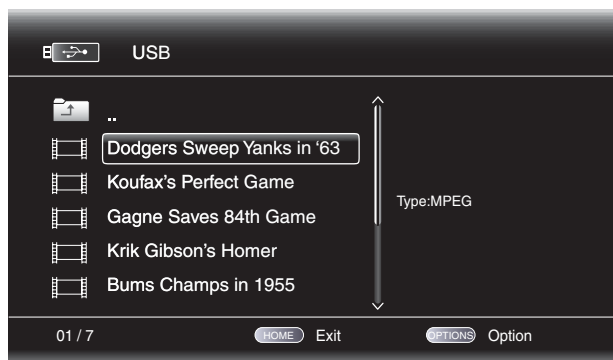 USB
..
Dodgers Sweep Yanks in ‘63
Koufax’s Perfect Game
Gagne Saves 84th Game
Krik Gibson’s Homer
Bums Champs in 1955
Type:MPEG
01 / 7 HOME Exit OPTIONS Option